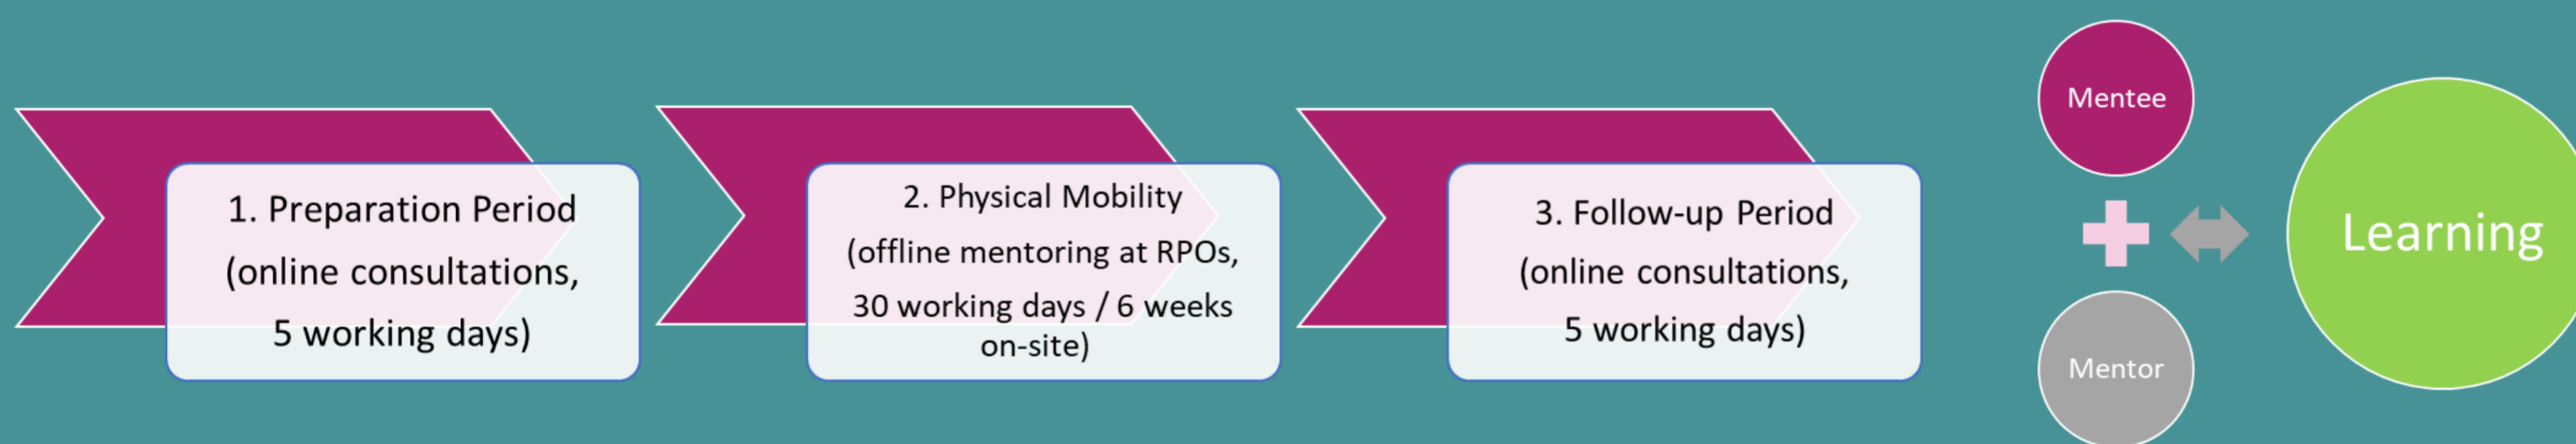 1. Preparation Period
(online consultations,
5 working days)
2. Physical Mobility
(offline mentoring at RPOs,
30 working days / 6 weeks
on-site)
3. Follow-up Period
(online consultations,
5 working days)
Mentee
Mentor
Learning